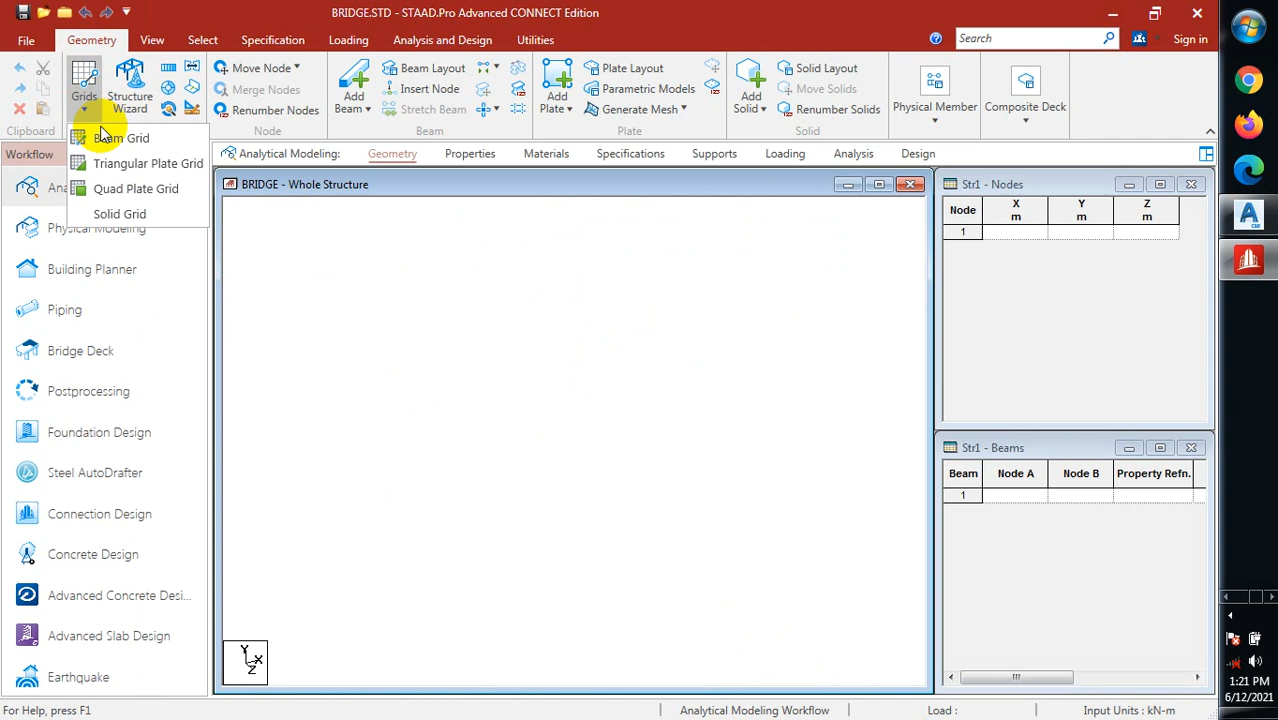 BRIDGE.STD - STAAD.Pro Advanced CONNECT Edition
File
Geometry
View
Select
Specification
Loading
Analysis and Design
Utilities
Search
Sign in
Grids
Structure
Wizard
Move Node
Merge Nodes
Renumber Nodes
Add
Beam
Beam Layout
Insert Node
Stretch Beam
Add
Plate
Plate Layout
Parametric Models
Generate Mesh
Add
Solid
Solid Layout
Move Solids
Renumber Solids
Physical
Member
Composite
Deck
Clipboard
Node
Beam
Plate
Solid
Beam Grid
Triangular Plate Grid
Quad Plate Grid
Solid Grid
Workflow
Analytical Modeling:
Geometry
Properties
Materials
Specifications
Supports
Loading
Analysis
Design
Physical Modeling
Building Planner
Piping
Bridge Deck
Postprocessing
Foundation Design
Steel AutoDrafter
Connection Design
Concrete Design
Advanced Concrete Desi...
Advanced Slab Design
Earthquake
BRIDGE - Whole Structure
Y
X
Z
Str1 - Nodes
Node X m Y m Z m
1
Str1 - Beams
Beam Node A Node B Property Refn.
1
For Help, press F1
Analytical Modeling Workflow
Load :
Input Units : kN-m
1:21 PM
6/12/2021